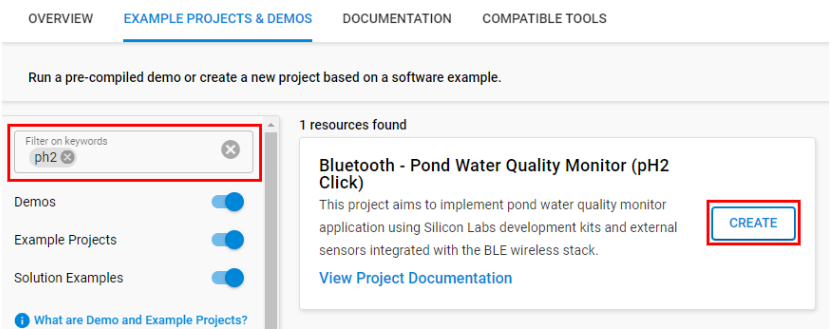 OVERVIEW EXAMPLE PROJECTS & DEMOS DOCUMENTATION COMPATIBLE TOOLS
Run a pre-compiled demo or create a new project based on a software example.
Filter on keywords
ph2
Demos
Example Projects
Solution Examples
What are Demo and Example Projects?
1 resources found
Bluetooth - Pond Water Quality Monitor (pH2
Click)
This project aims to implement pond water quality monitor
application using Silicon Labs development kits and external
sensors integrated with the BLE wireless stack.
View Project Documentation
CREATE